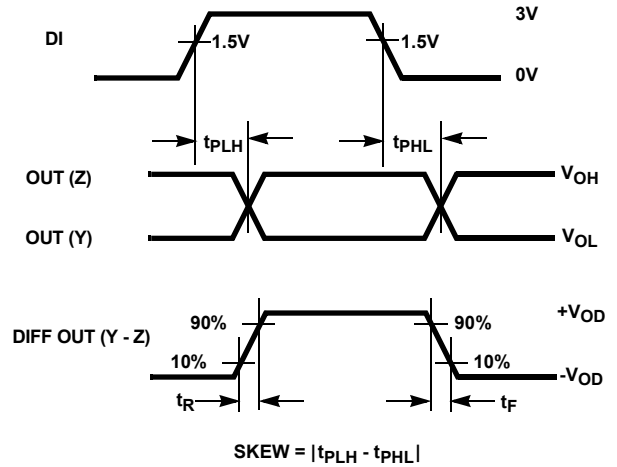 3V
DI
1.5V
1.5V
0V
tPLH
tPHL
OUT (Z)
VOH
OUT (Y)
VOL
+VOD
90%
90%
DIFF OUT (Y - Z)
10%
10%
-VOD
tR
tF
SKEW = |tPLH - tPHL|